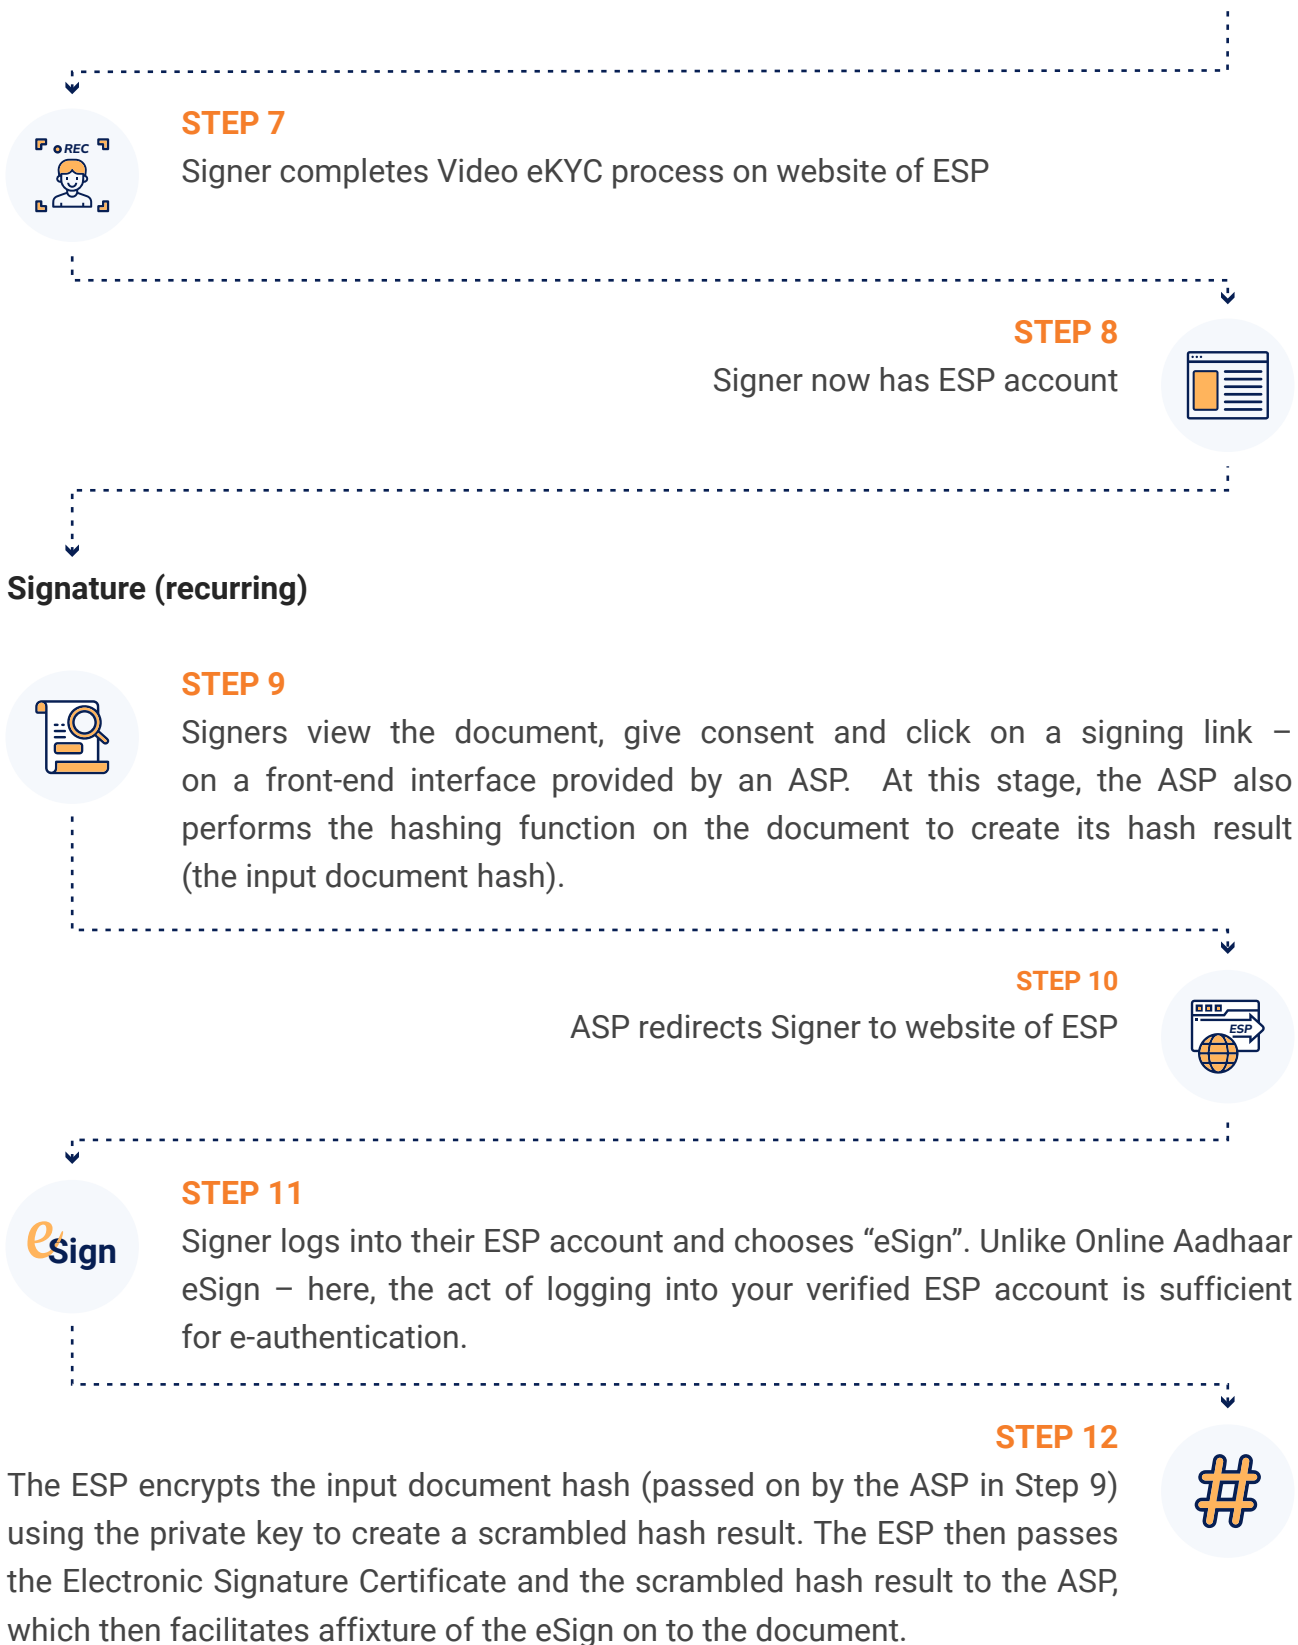 REC
STEP 7
Signer completes Video eKYC process on website of ESP
STEP 8
Signer now has ESP account
Signature (recurring)
STEP 9
Signers view the document, give consent and click on a signing link –
on a front-end interface provided by an ASP. At this stage, the ASP also
performs the hashing function on the document to create its hash result
(the input document hash).
STEP 10
ASP redirects Signer to website of ESP
ESP
STEP 11
eSign
Signer logs into their ESP account and chooses “eSign”. Unlike Online Aadhaar
eSign – here, the act of logging into your verified ESP account is sufficient
for e-authentication.
STEP 12
#
The ESP encrypts the input document hash (passed on by the ASP in Step 9)
using the private key to create a scrambled hash result. The ESP then passes
the Electronic Signature Certificate and the scrambled hash result to the ASP,
which then facilitates affixture of the eSign on to the document.